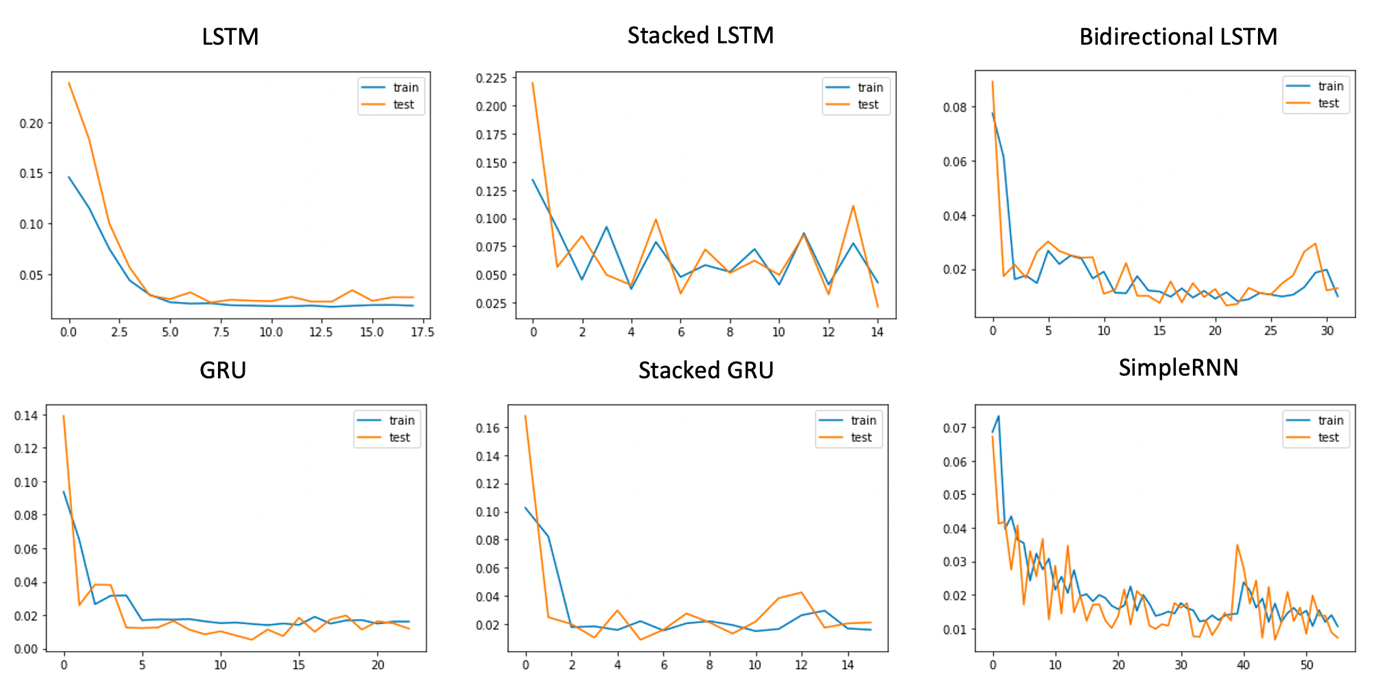 LSTM
Stacked LSTM
Bidirectional LSTM
train
test
0.20
0.15
0.10
0.05
0.0 2.5 5.0 7.5 10.0 12.5 15.0 17.5
train
test
0.225
0.200
0.175
0.150
0.125
0.100
0.075
0.050
0.025
0 2 4 6 8 10 12 14
train
test
0.08
0.06
0.04
0.02
0 5 10 15 20 25 30
GRU
Stacked GRU
SimpleRNN
train
test
0.14
0.12
0.10
0.08
0.06
0.04
0.02
0.00
0 5 10 15 20
train
test
0.16
0.14
0.12
0.10
0.08
0.06
0.04
0.02
0 2 4 6 8 10 12 14
train
test
0.07
0.06
0.05
0.04
0.03
0.02
0.01
0 10 20 30 40 50